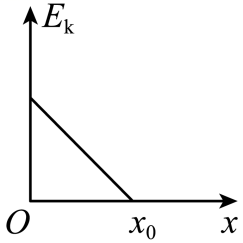 Eₖ
O x₀ x